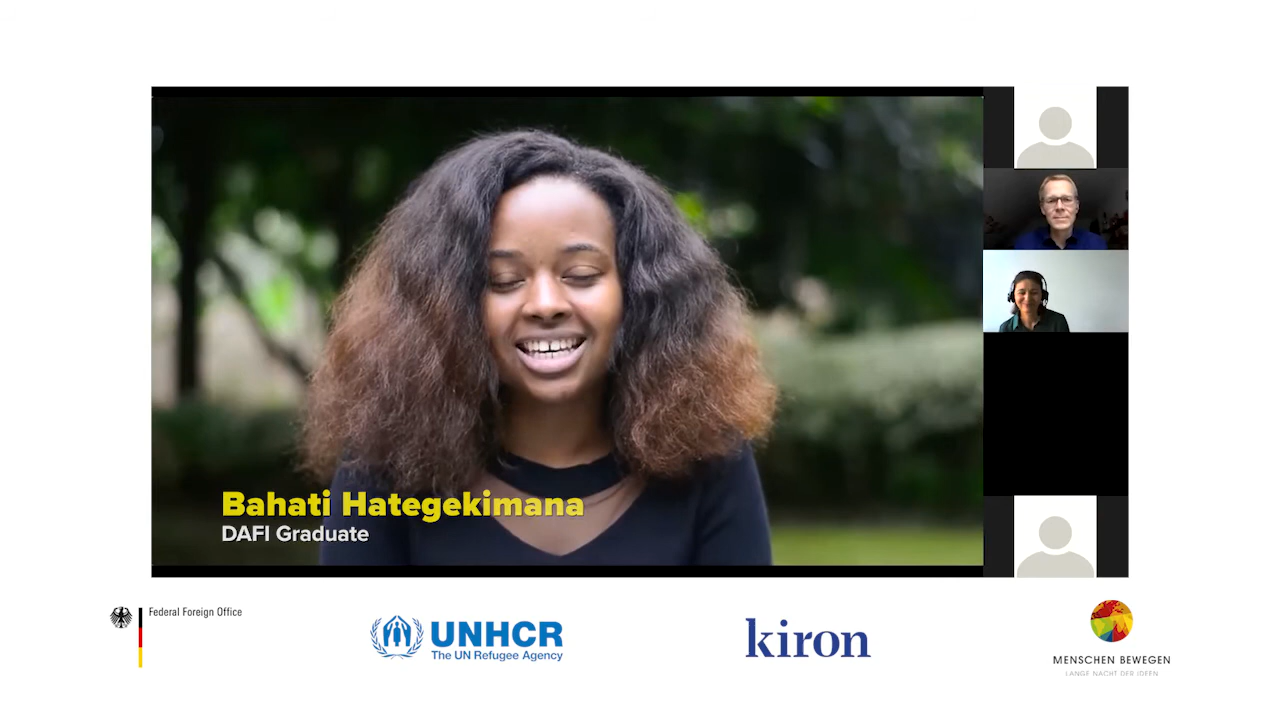 Bahati Hategekimana
DAFI Graduate
Federal Foreign Office
UNHCR
The UN Refugee Agency
kiron
MENSCHEN BEWEGEN
LANGE NACHT DER IDEEN